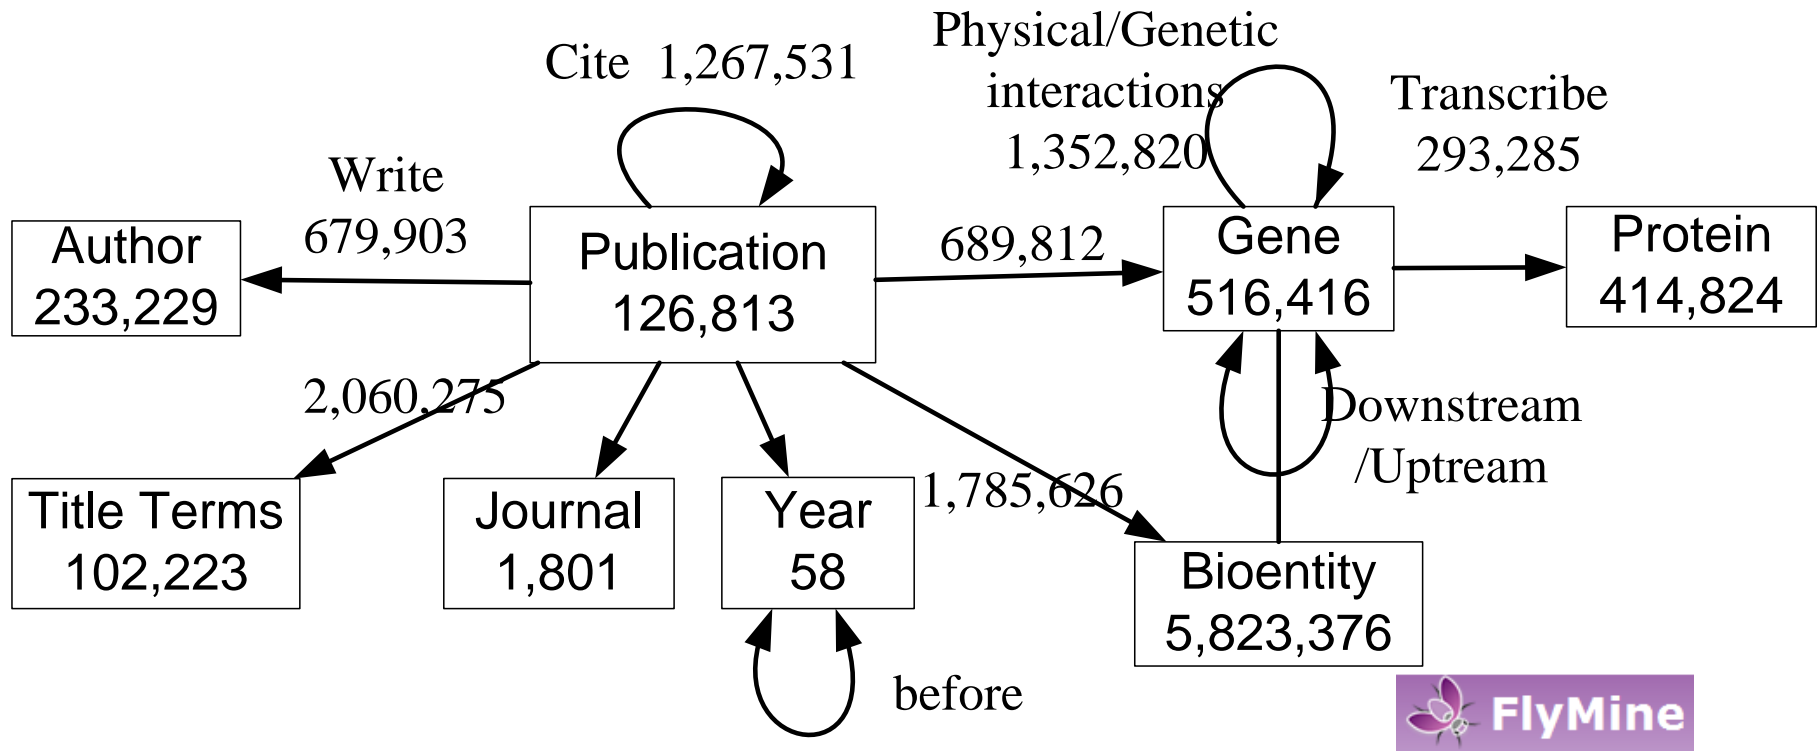 Cite 1,267,531
Physical/Genetic
interactions
1,352,820
Transcribe
293,285
Write
679,903
Author
233,229
Publication
126,813
689,812
Gene
516,416
Protein
414,824
2,060,275
Downstream
/Uptream
Title Terms
102,223
Journal
1,801
Year
58
1,785,626
Bioentity
5,823,376
before
FlyMine